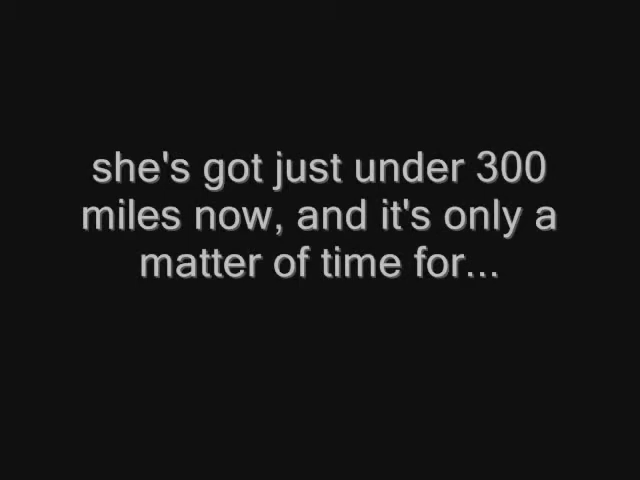 she's got just under 300
miles now, and it's only a
matter of time for...